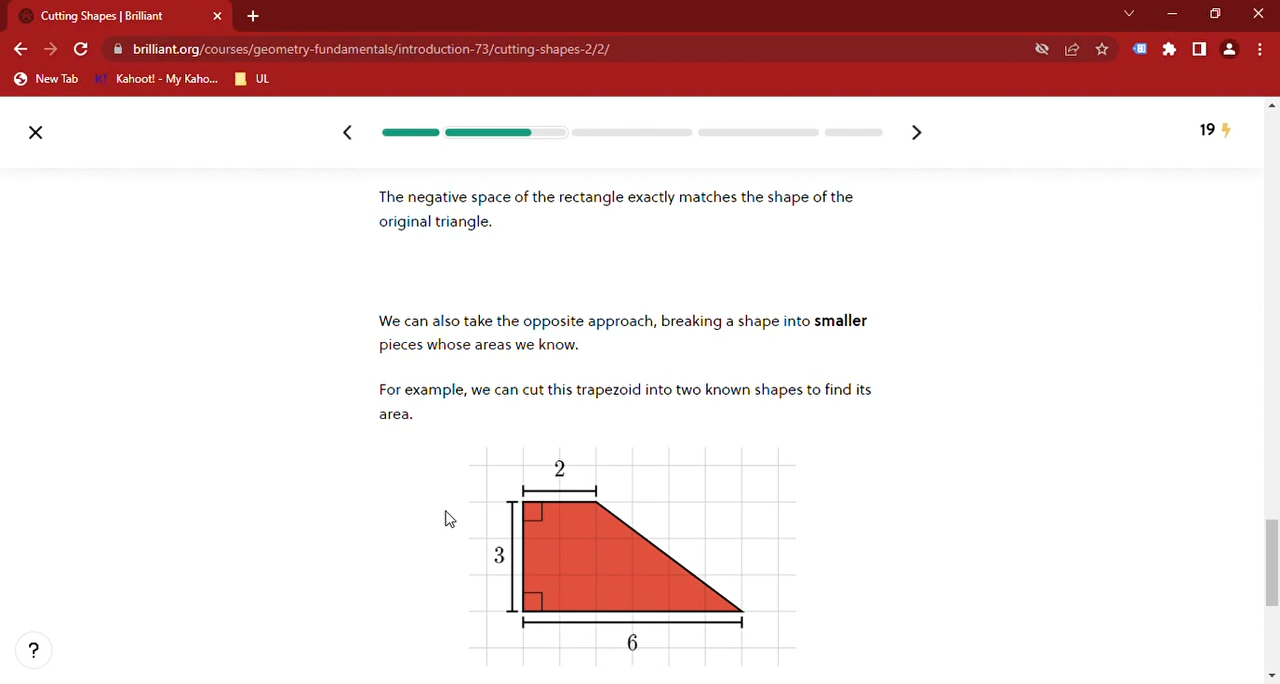 Cutting Shapes | Brilliant
brilliant.org/courses/geometry-fundamentals/introduction-73/cutting-shapes-2/2/
New Tab K! Kahoot! - My Kaho... UL
19
The negative space of the rectangle exactly matches the shape of the
original triangle.
We can also take the opposite approach, breaking a shape into smaller
pieces whose areas we know.
For example, we can cut this trapezoid into two known shapes to find its
area.
2
3
6
?